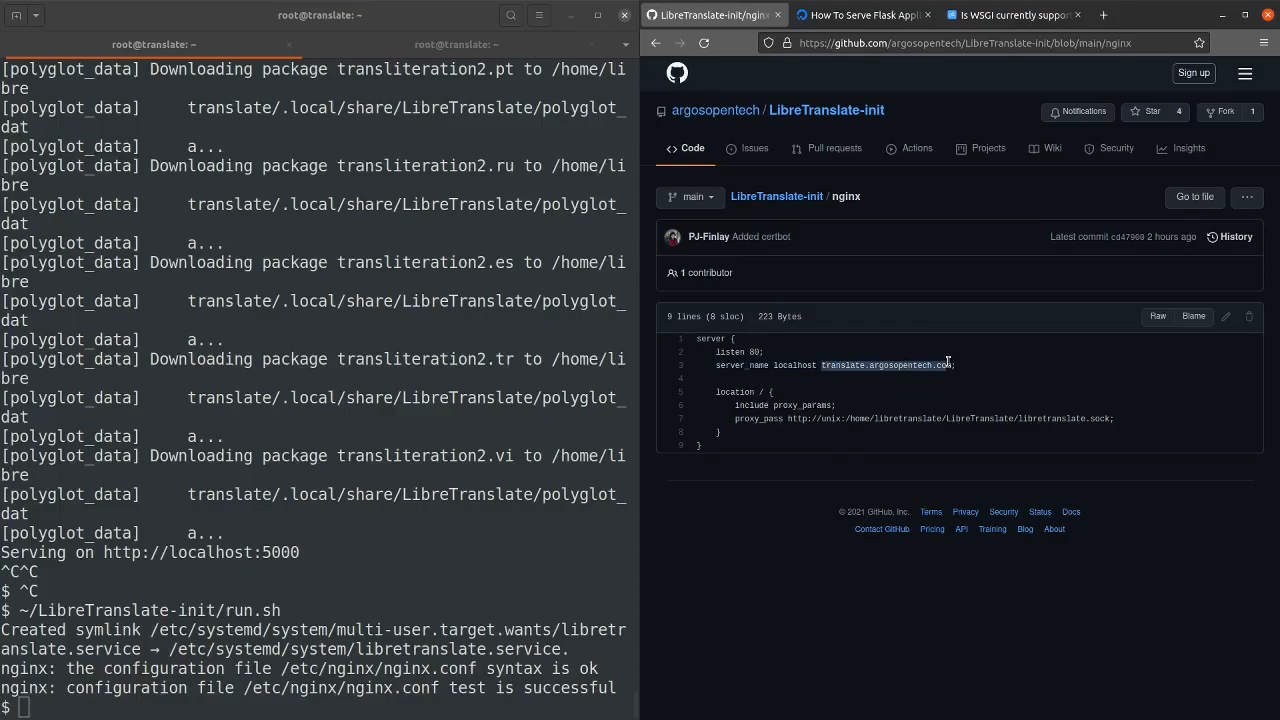 root@translate: ~
root@translate: ~
root@translate: ~
[polyglot_data] Downloading package transliteration2.pt to /home/li
bre
[polyglot_data]     translate/.local/share/LibreTranslate/polyglot_
dat
[polyglot_data]     a...
[polyglot_data] Downloading package transliteration2.ru to /home/li
bre
[polyglot_data]     translate/.local/share/LibreTranslate/polyglot_
dat
[polyglot_data]     a...
[polyglot_data] Downloading package transliteration2.es to /home/li
bre
[polyglot_data]     translate/.local/share/LibreTranslate/polyglot_
dat
[polyglot_data]     a...
[polyglot_data] Downloading package transliteration2.tr to /home/li
bre
[polyglot_data]     translate/.local/share/LibreTranslate/polyglot_
dat
[polyglot_data]     a...
[polyglot_data] Downloading package transliteration2.vi to /home/li
bre
[polyglot_data]     translate/.local/share/LibreTranslate/polyglot_
dat
[polyglot_data]     a...
Serving on http://localhost:5000
^C^C
$ ^C
$ ~/LibreTranslate-init/run.sh
Created symlink /etc/systemd/system/multi-user.target.wants/libretr
anslate.service → /etc/systemd/system/libretranslate.service.
nginx: the configuration file /etc/nginx/nginx.conf syntax is ok
nginx: configuration file /etc/nginx/nginx.conf test is successful
$
LibreTranslate-init/nginx
How To Serve Flask Appli
Is WSGI currently support
https://github.com/argosopentech/LibreTranslate-init/blob/main/nginx
Sign up
argosopentech / LibreTranslate-init
Notifications
Star 4
Fork 1
Code
Issues
Pull requests
Actions
Projects
Wiki
Security
Insights
main
LibreTranslate-init / nginx
Go to file
PJ-Finlay Added certbot
Latest commit cd47900 2 hours ago
History
1 contributor
9 lines (8 sloc)
223 Bytes
Raw
Blame
1 server {
2     listen 80;
3     server_name localhost translate.argosopentech.com;
4
5     location / {
6         include proxy_params;
7         proxy_pass http://unix:/home/libretranslate/LibreTranslate/libretranslate.sock;
8     }
9 }
© 2021 GitHub, Inc.
Terms
Privacy
Security
Status
Docs
Contact GitHub
Pricing
API
Training
Blog
About